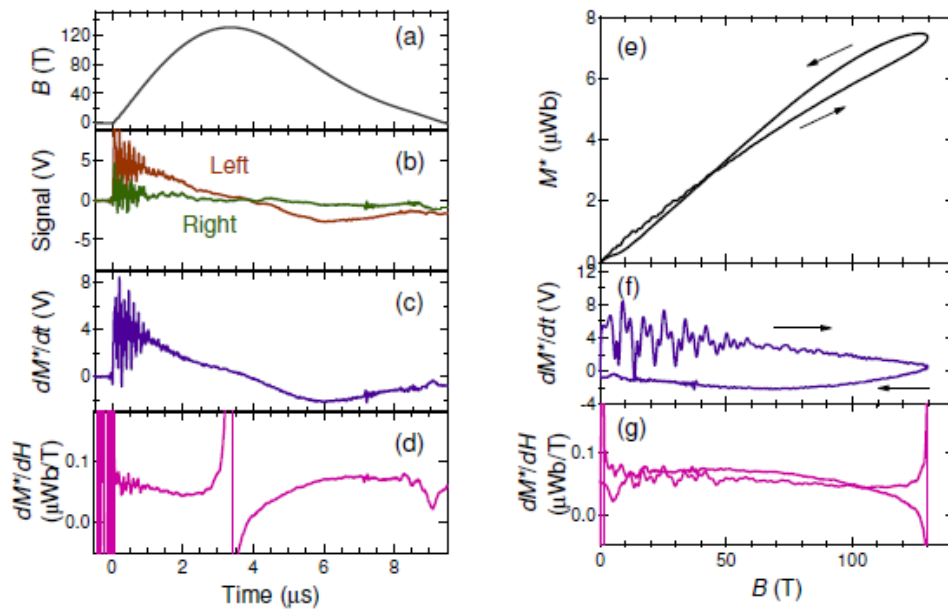 (a)
B (T)
120
80
40
0
(b)
Signal (V)
5
0
-5
Left
Right
(c)
dM*/dt (V)
8
4
0
(d)
dM*/dH
(μWb/T)
0.1
0.0
0
2
4
6
8
Time (μs)
(e)
M* (μWb)
8
6
4
2
0
(f)
dM*/dt (V)
12
8
4
0
-4
(g)
dM*/dH
(μWb/T)
0.1
0.0
0
50
100
B (T)